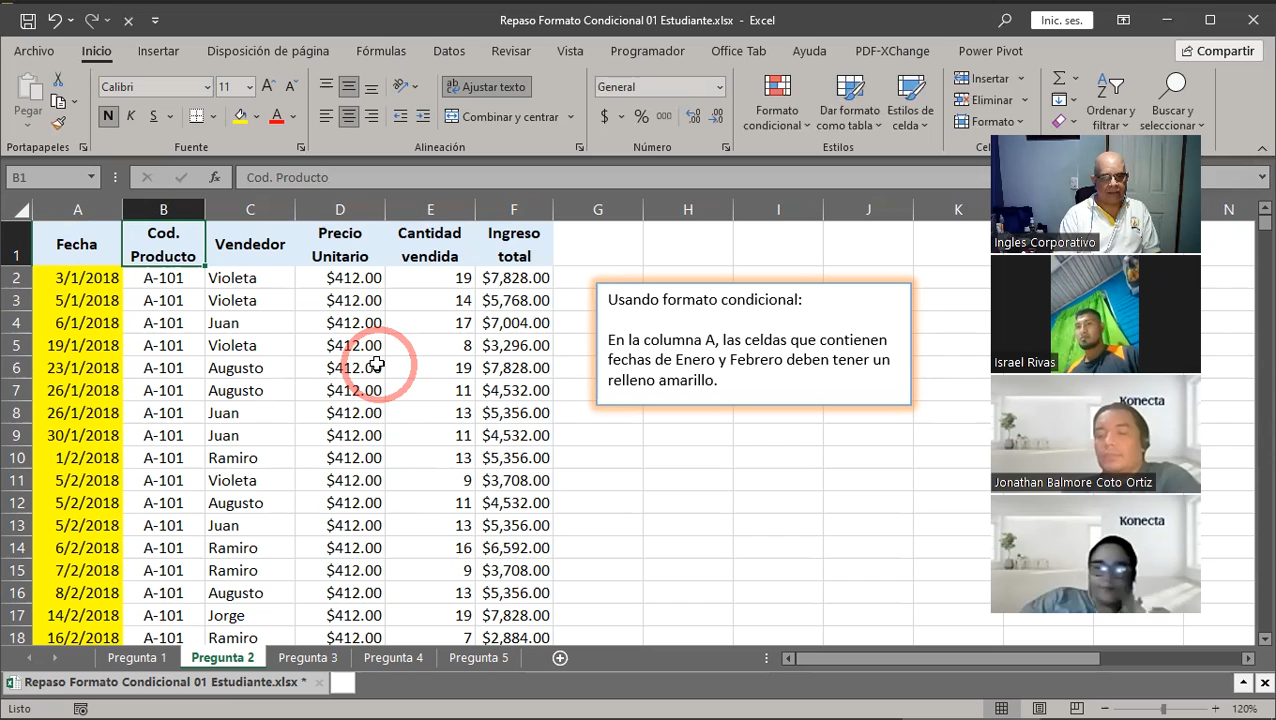 Repaso Formato Condicional 01 Estudiante.xlsx - Excel
Inic. ses.
Archivo Inicio Insertar Disposición de página Fórmulas Datos Revisar Vista Programador Office Tab Ayuda PDF-XChange Power Pivot Compartir
Pegar
Calibri 11
N K S
Ajustar texto
Combinar y centrar
General
$ % 000
Formato condicional
Dar formato como tabla
Estilos de celda
Insertar
Eliminar
Formato
Ordenar y filtrar
Buscar y seleccionar
Portapapeles Fuente Alineación Número Estilos
B1 fx Cod. Producto
A B C D E F G H I J K N
1 Fecha Cod. Producto Vendedor Precio Unitario Cantidad vendida Ingreso total
2 3/1/2018 A-101 Violeta $412.00 19 $7,828.00
3 5/1/2018 A-101 Violeta $412.00 14 $5,768.00
4 6/1/2018 A-101 Juan $412.00 17 $7,004.00
5 19/1/2018 A-101 Violeta $412.00 8 $3,296.00
6 23/1/2018 A-101 Augusto $412.00 19 $7,828.00
7 26/1/2018 A-101 Augusto $412.00 11 $4,532.00
8 26/1/2018 A-101 Juan $412.00 13 $5,356.00
9 30/1/2018 A-101 Juan $412.00 11 $4,532.00
10 1/2/2018 A-101 Ramiro $412.00 13 $5,356.00
11 5/2/2018 A-101 Violeta $412.00 9 $3,708.00
12 5/2/2018 A-101 Augusto $412.00 11 $4,532.00
13 5/2/2018 A-101 Juan $412.00 13 $5,356.00
14 6/2/2018 A-101 Ramiro $412.00 16 $6,592.00
15 7/2/2018 A-101 Ramiro $412.00 9 $3,708.00
16 8/2/2018 A-101 Augusto $412.00 13 $5,356.00
17 14/2/2018 A-101 Jorge $412.00 19 $7,828.00
18 16/2/2018 A-101 Ramiro $412.00 7 $2,884.00
Usando formato condicional:
En la columna A, las celdas que contienen
fechas de Enero y Febrero deben tener un
relleno amarillo.
Ingles Corporativo
Israel Rivas
Konecta
Jonathan Balmore Coto Ortiz
Konecta
Pregunta 1 Pregunta 2 Pregunta 3 Pregunta 4 Pregunta 5
Repaso Formato Condicional 01 Estudiante.xlsx *
Listo
120%